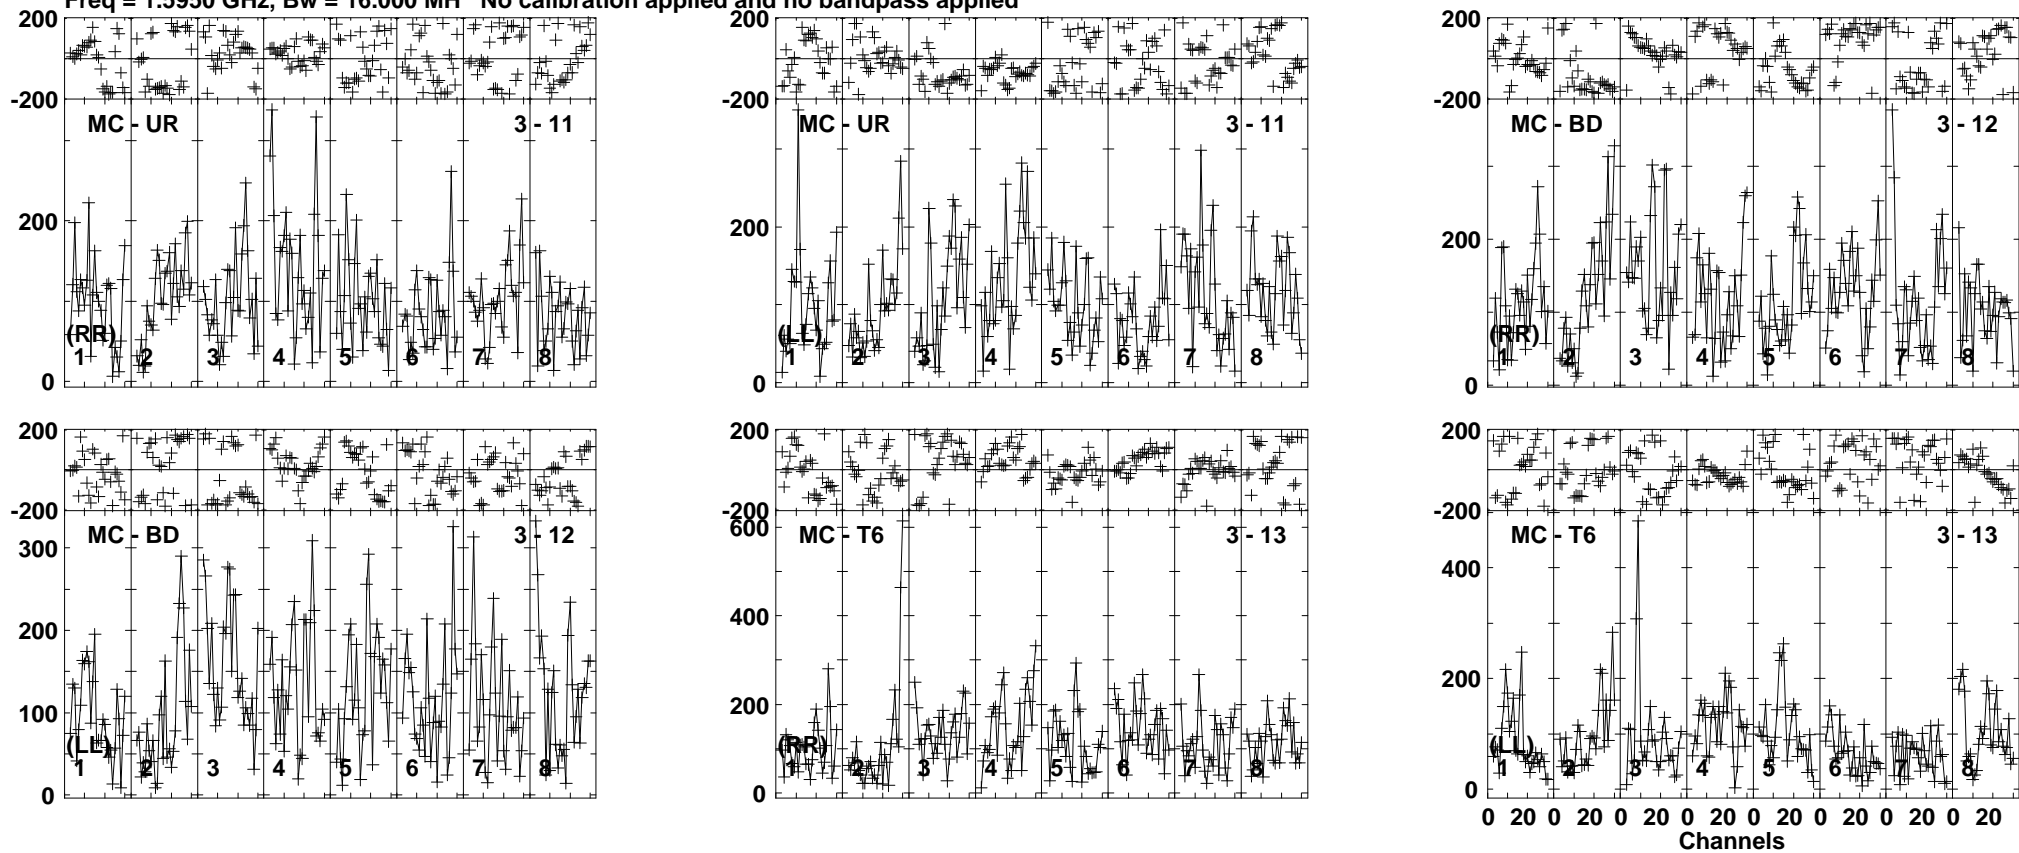 Freq = 1.5950 GHz, Bw = 16.000 MH No calibration applied and no bandpass applied
200
-200
MC - UR 3 - 11
200
(RR)
1 2 3 4 5 6 7 8
0
200
-200
MC - UR 3 - 11
200
(LL)
1 2 3 4 5 6 7 8
0
200
-200
MC - BD 3 - 12
200
(RR)
1 2 3 4 5 6 7 8
0
200
-200
MC - BD 3 - 12
300
200
100
(LL)
1 2 3 4 5 6 7 8
0
200
-200
600
MC - T6 3 - 13
400
200
(RR)
1 2 3 4 5 6 7 8
0
200
-200
MC - T6 3 - 13
400
200
(LL)
1 2 3 4 5 6 7 8
0
0 20 0 20 0 20 0 20 0 20 0 20 0 20 0 20
Channels